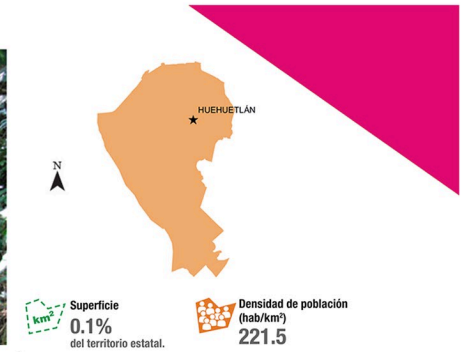 HUEHUETLÁN
N
km²
Superficie
0.1%
del territorio estatal.
Densidad de población
(hab/km²)
221.5